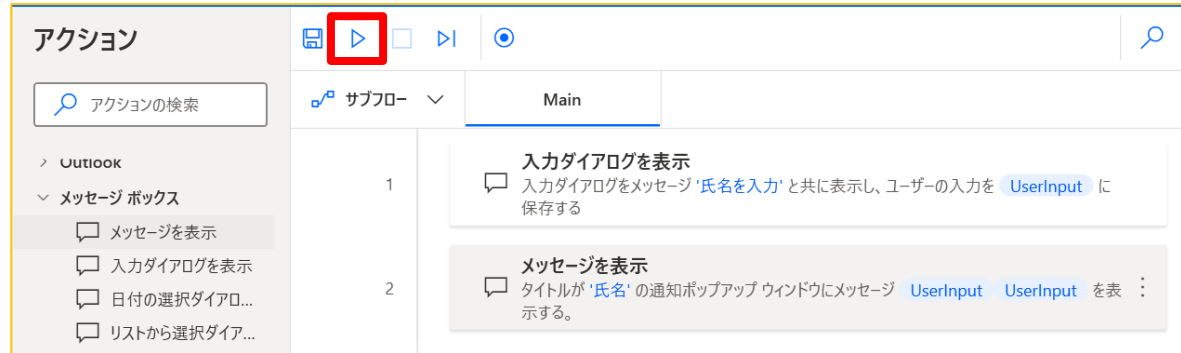 アクション
アクションの検索
Outlook
メッセージ ボックス
メッセージを表示
入力ダイアログを表示
日付の選択ダイアロ...
リストから選択ダイア...
サブフロー
Main
1
入力ダイアログを表示
入力ダイアログをメッセージ '氏名を入力' と共に表示し、ユーザーの入力を UserInput に
保存する
2
メッセージを表示
タイトルが '氏名' の通知ポップアップ ウィンドウにメッセージ UserInput UserInput を表
示する。